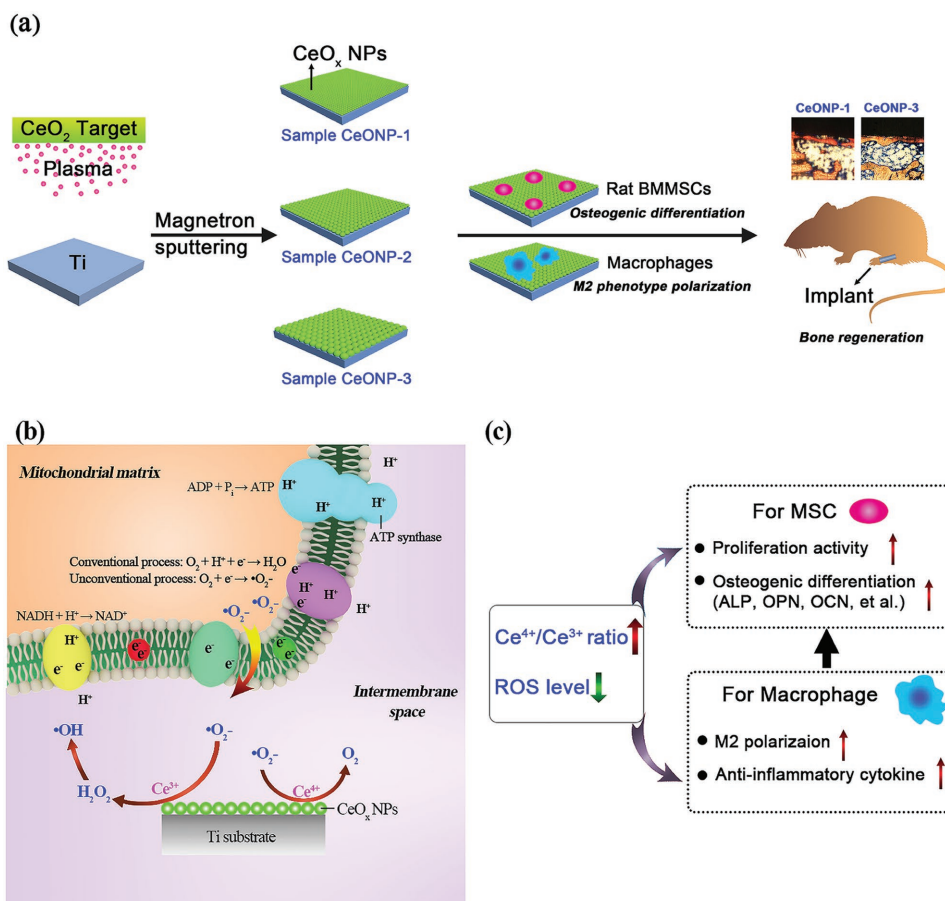 (a)
CeOₓ NPs
Sample CeONP-1
CeO₂ Target
Plasma
Ti
Magnetron
sputtering
Sample CeONP-2
Sample CeONP-3
Rat BMMSCs
Osteogenic differentiation
Macrophages
M2 phenotype polarization
CeONP-1 CeONP-3
Implant
Bone regeneration
(b)
Mitochondrial matrix
H⁺
ADP + Pᵢ → ATP
H⁺
H⁺
H⁺
ATP synthase
Conventional process: O₂ + H⁺ + e⁻ → H₂O
Unconventional process: O₂ + e⁻ → •O₂⁻
e⁻
H⁺ H⁺
e⁻
H⁺
•O₂⁻ •O₂⁻
NADH + H⁺ → NAD⁺
H⁺
e⁻ e⁻
e⁻ e⁻
e⁻
e⁻
e⁻ e⁻
H⁺
Intermembrane
space
•OH
•O₂⁻
•O₂⁻
O₂
H₂O₂
Ce³⁺
Ce⁴⁺
CeOₓ NPs
Ti substrate
(c)
Ce⁴⁺/Ce³⁺ ratio
ROS level
For MSC
• Proliferation activity
• Osteogenic differentiation
(ALP, OPN, OCN, et al.)
For Macrophage
• M2 polarizaion
• Anti-inflammatory cytokine